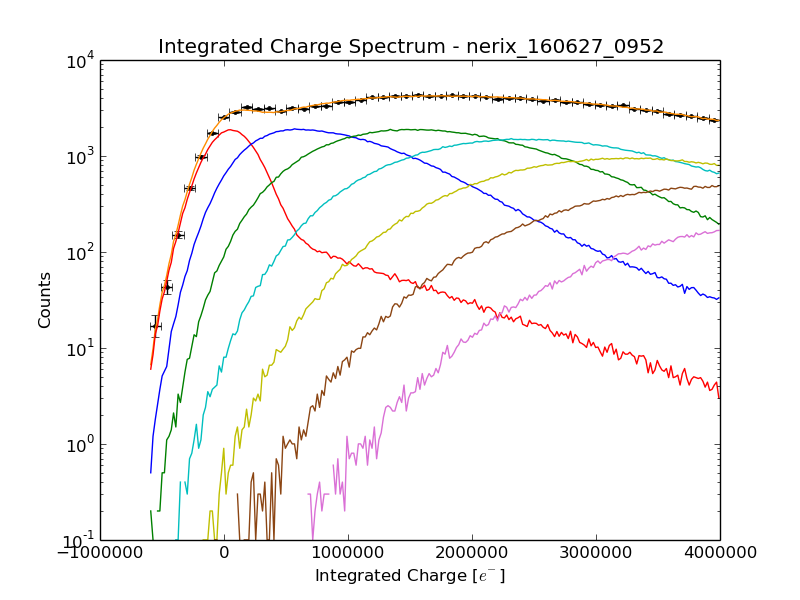 Integrated Charge Spectrum - nerix_160627_0952
10^4
10^3
10^2
10^1
10^0
10^-1
Counts
−1000000 0 1000000 2000000 3000000 4000000
Integrated Charge [e^-]